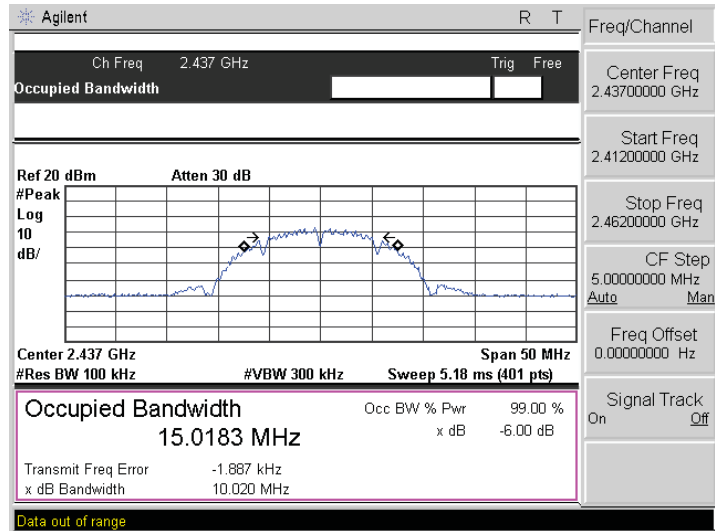 Agilent R T
Ch Freq 2.437 GHz Trig Free
Occupied Bandwidth
Ref 20 dBm Atten 30 dB
#Peak
Log
10
dB/
Center 2.437 GHz Span 50 MHz
#Res BW 100 kHz #VBW 300 kHz Sweep 5.18 ms (401 pts)
Occupied Bandwidth
15.0183 MHz
Occ BW % Pwr 99.00 %
x dB -6.00 dB
Transmit Freq Error -1.887 kHz
x dB Bandwidth 10.020 MHz
Data out of range
Freq/Channel
Center Freq
2.43700000 GHz
Start Freq
2.41200000 GHz
Stop Freq
2.46200000 GHz
CF Step
5.00000000 MHz
Auto Man
Freq Offset
0.00000000 Hz
Signal Track
On Off